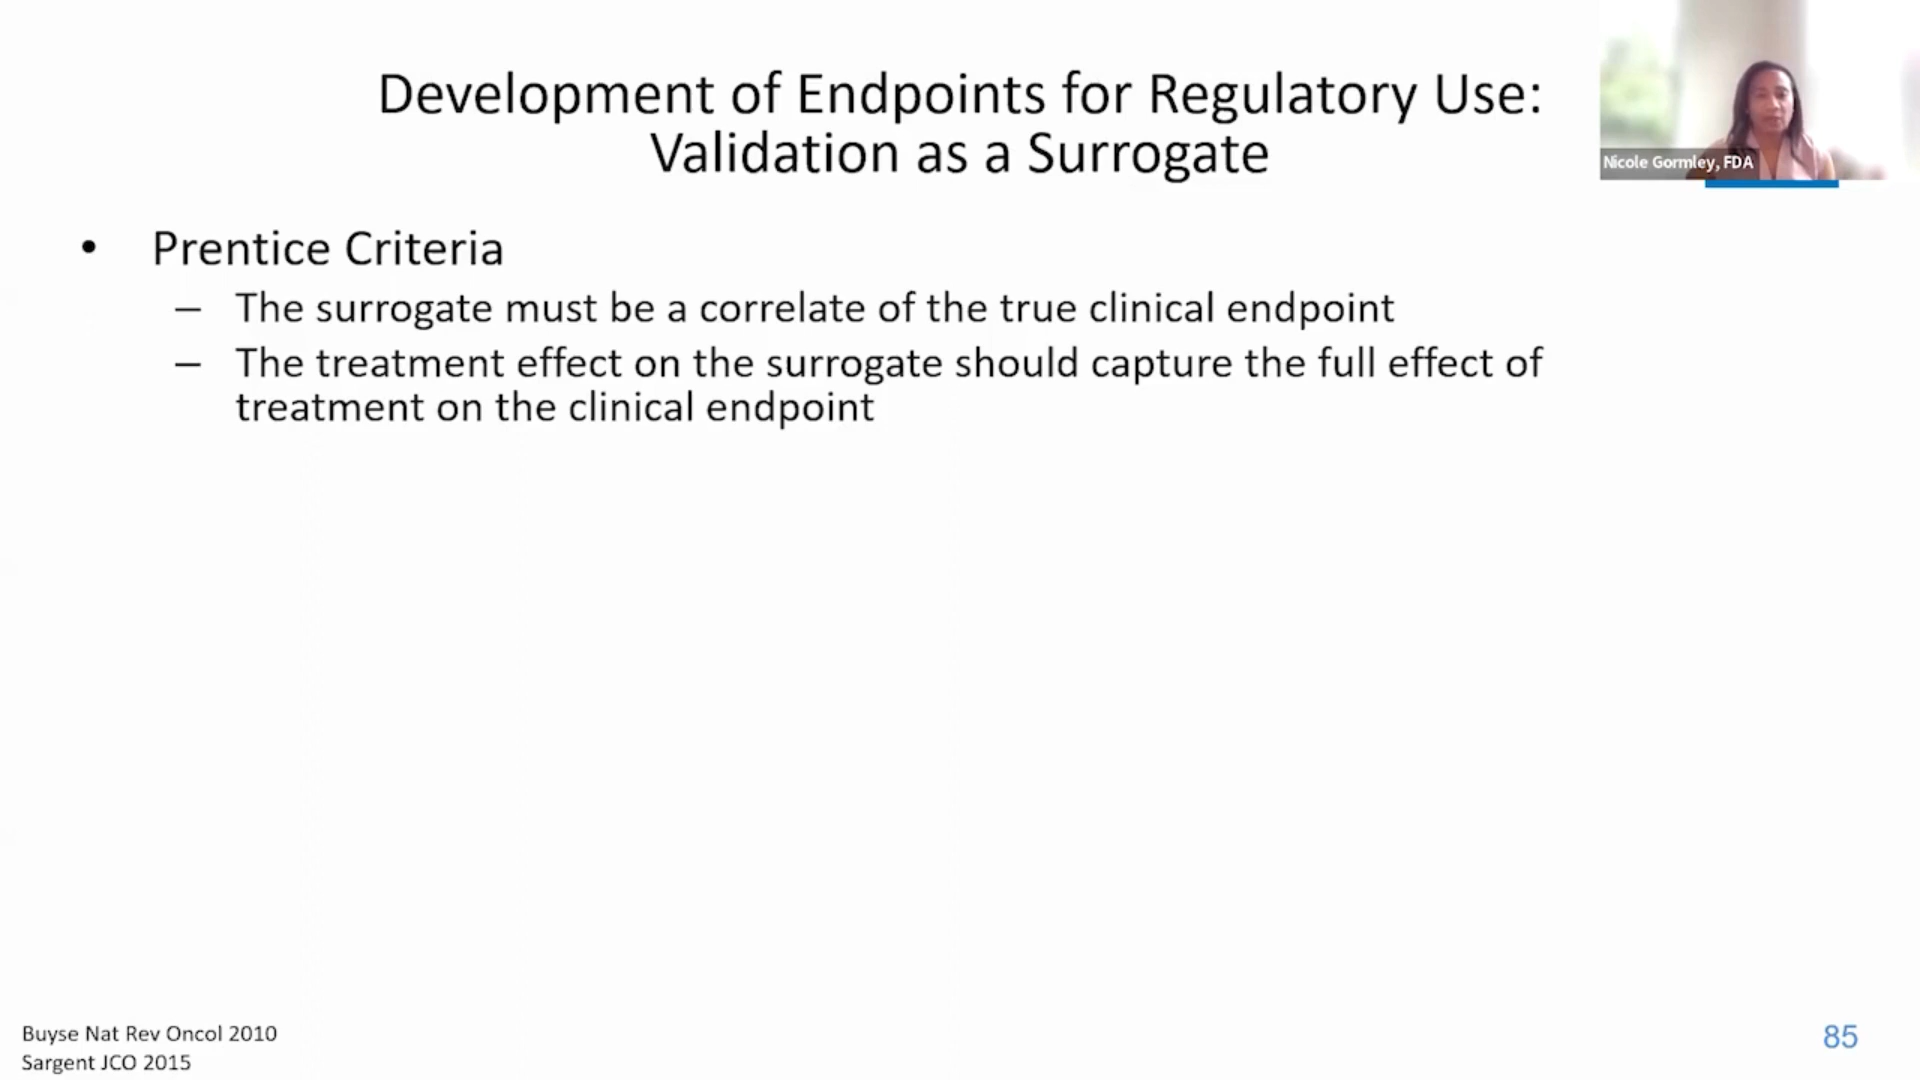 Development of Endpoints for Regulatory Use:
Validation as a Surrogate
Nicole Gormley, FDA
• Prentice Criteria
– The surrogate must be a correlate of the true clinical endpoint
– The treatment effect on the surrogate should capture the full effect of
treatment on the clinical endpoint
Buyse Nat Rev Oncol 2010
Sargent JCO 2015
85